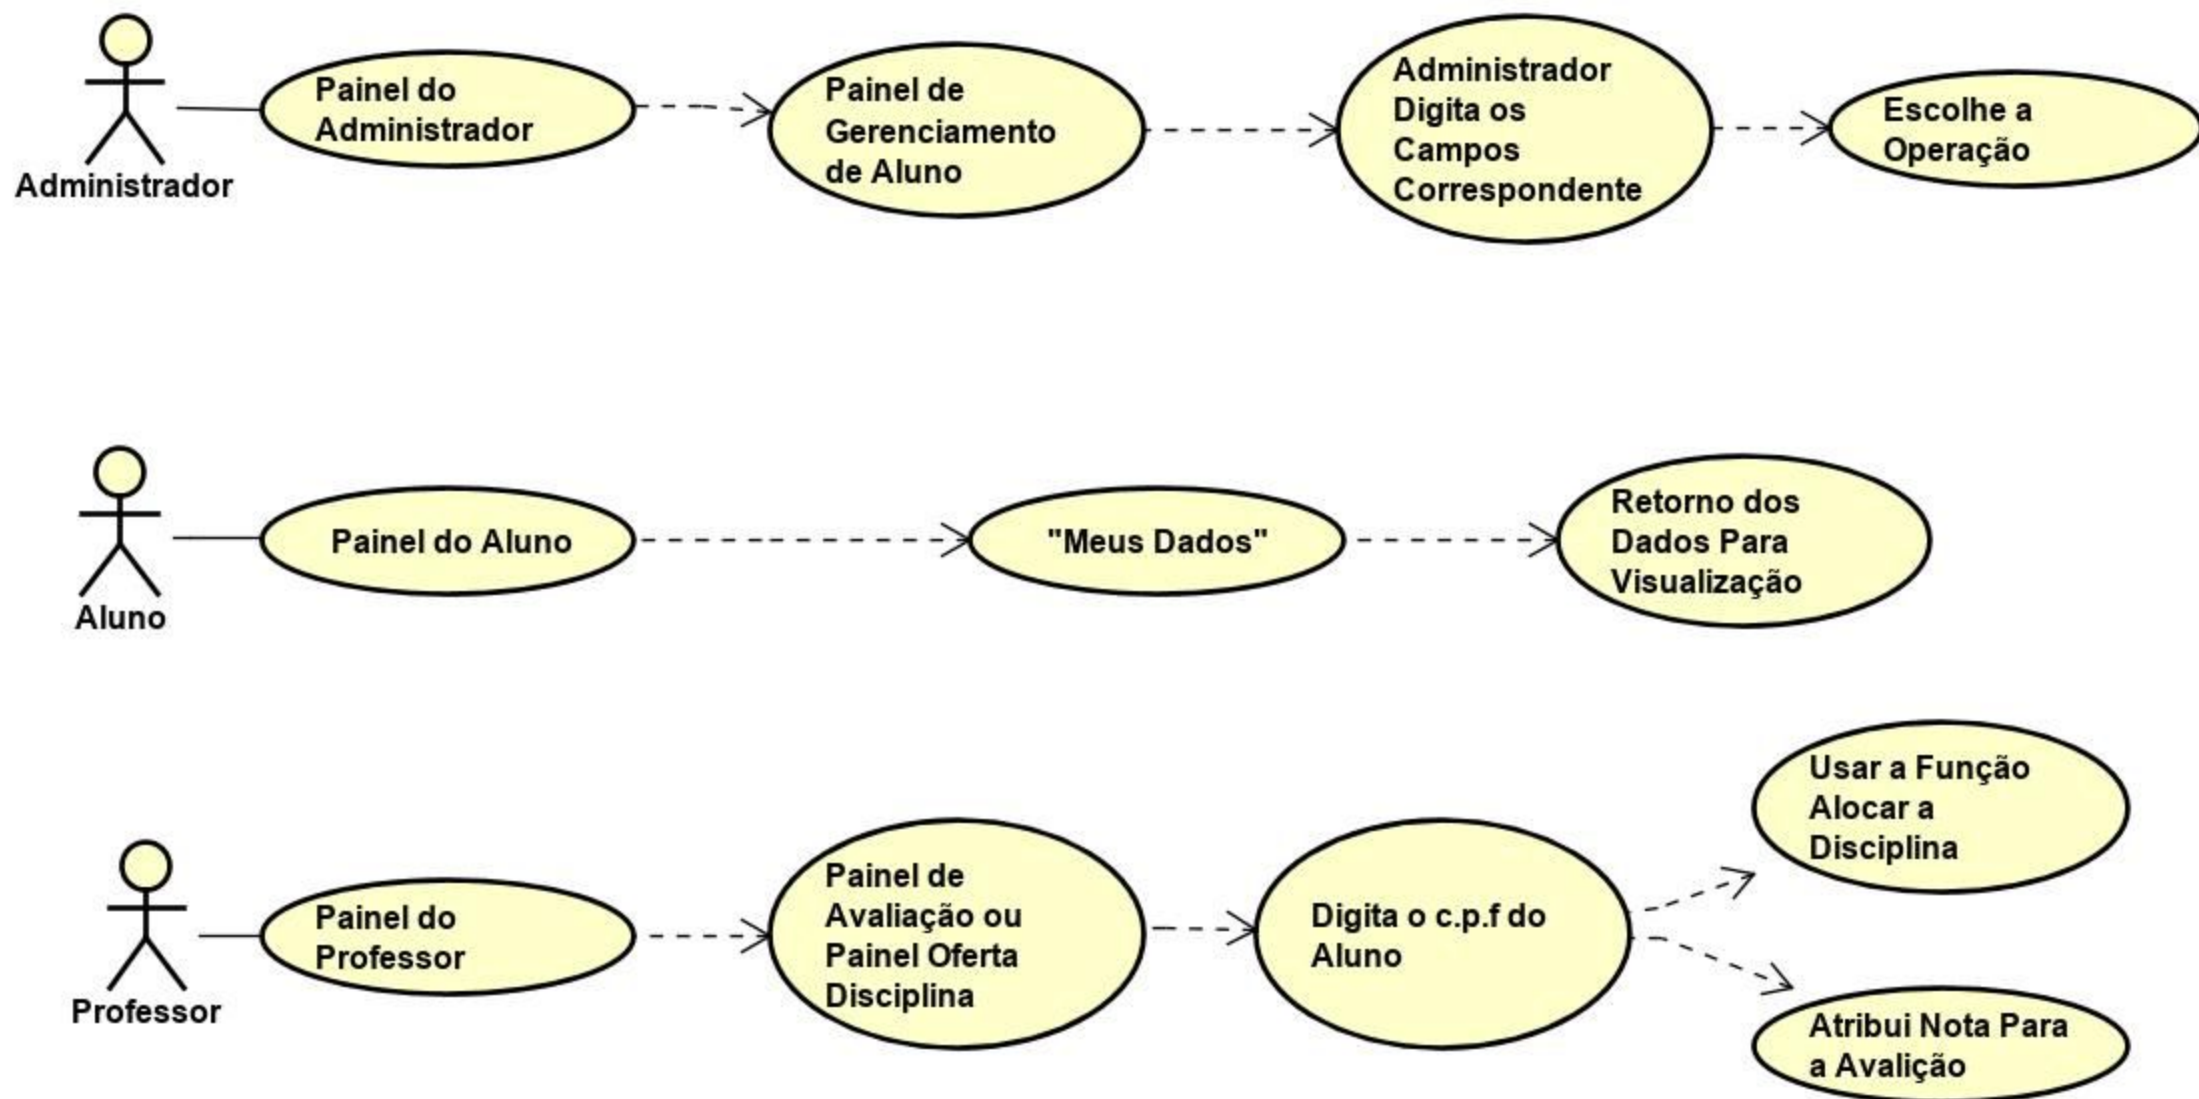 Administrador
Painel do
Administrador
Painel de
Gerenciamento
de Aluno
Administrador
Digita os
Campos
Correspondente
Escolhe a
Operação
Aluno
Painel do Aluno
"Meus Dados"
Retorno dos
Dados Para
Visualização
Professor
Painel do
Professor
Painel de
Avaliação ou
Painel Oferta
Disciplina
Digita o c.p.f do
Aluno
Usar a Função
Alocar a
Disciplina
Atribui Nota Para
a Avalição